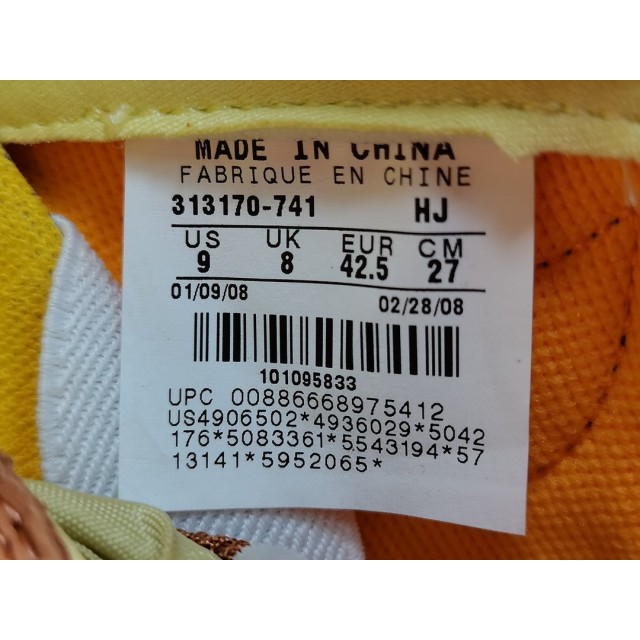 MADE IN CHINA
FABRIQUE EN CHINE
313170-741 HJ
US UK EUR CM
9 8 42.5 27
01/09/08 02/28/08
101095833
UPC 00886668975412
US4906502*4936029*5042
176*5083361*5543194*57
13141*5952065*